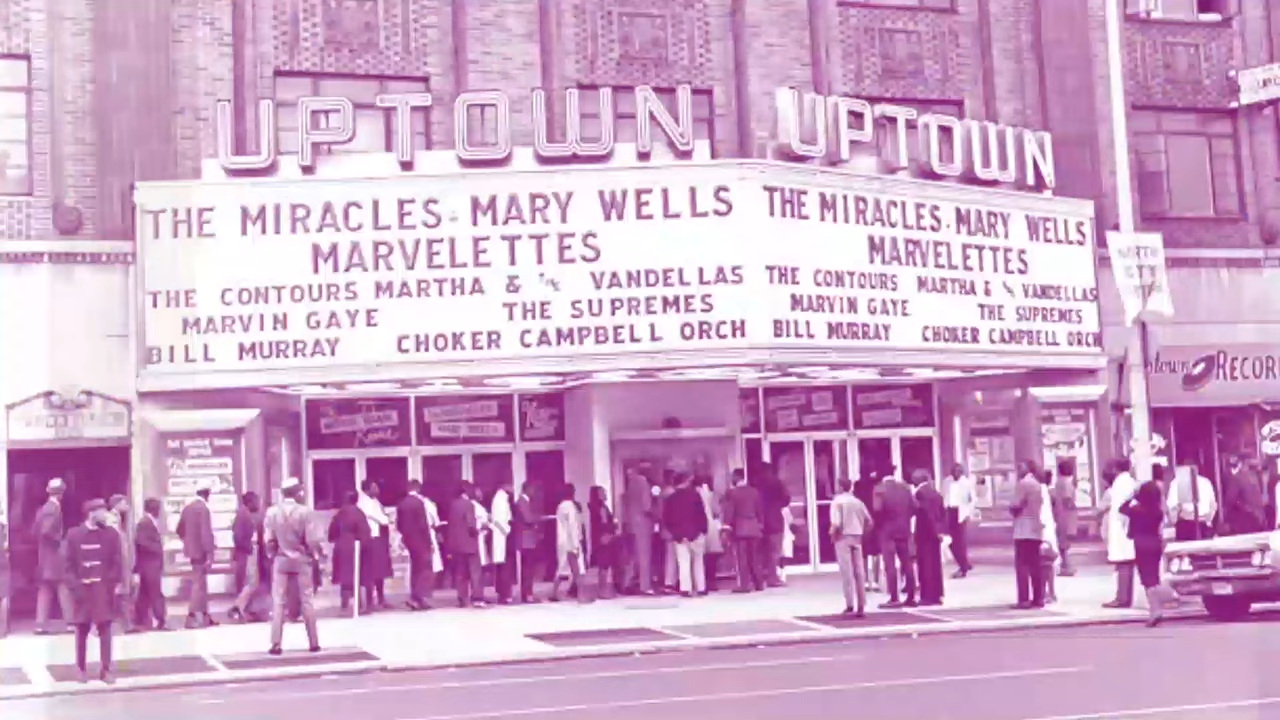 UPTOWN
UPTOWN
THE MIRACLES. MARY WELLS
MARVELETTES
THE CONTOURS MARTHA & VANDELLAS
MARVIN GAYE THE SUPREMES
BILL MURRAY CHOKER CAMPBELL ORCH
THE MIRACLES. MARY WELLS
MARVELETTES
THE CONTOURS MARTHA & VANDELLAS
MARVIN GAYE THE SUPREMES
BILL MURRAY CHOKER CAMPBELL ORCH
RECOR